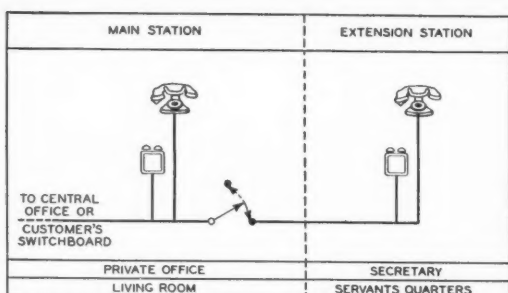 MAIN STATION
EXTENSION STATION
TO CENTRAL
OFFICE OR
CUSTOMER'S
SWITCHBOARD
PRIVATE OFFICE
SECRETARY
LIVING ROOM
SERVANTS QUARTERS